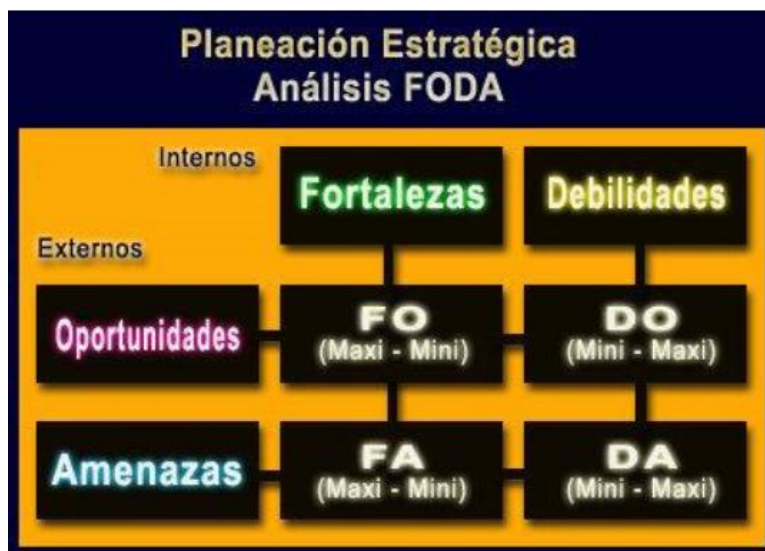 Planeación Estratégica
Análisis FODA
Internos
Fortalezas
Debilidades
Externos
Oportunidades
FO
(Maxi - Mini)
DO
(Mini - Maxi)
Amenazas
FA
(Maxi - Mini)
DA
(Mini - Maxi)